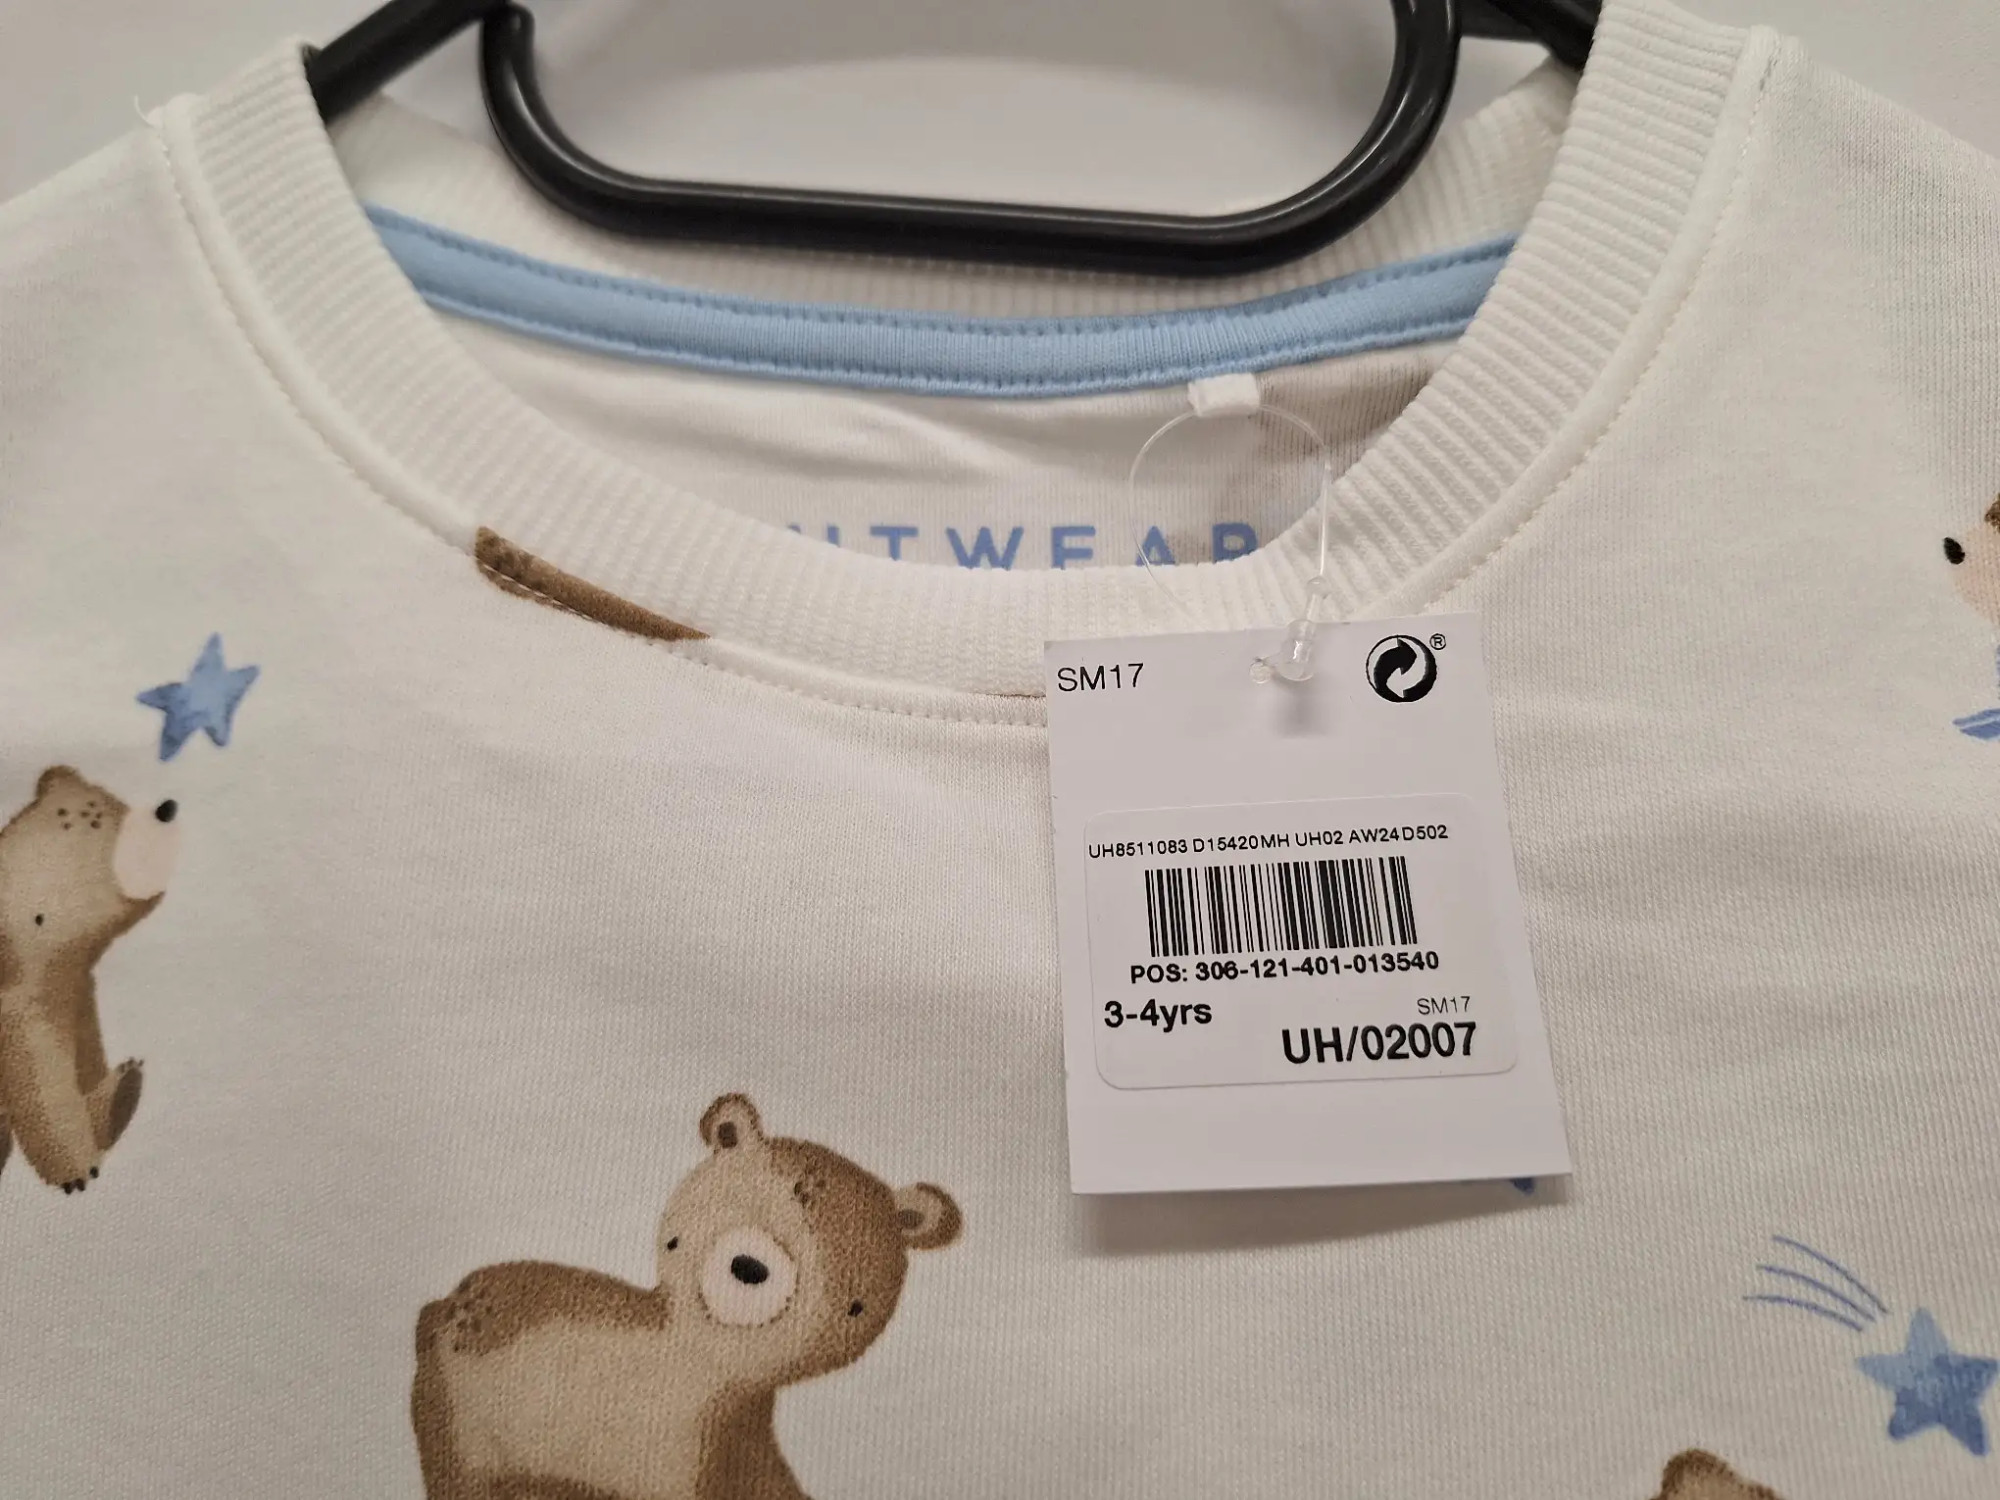 SM17
®
UH8511083 D15420MH UH02 AW24D502
POS: 306-121-401-013540
3-4yrs
SM17
UH/02007